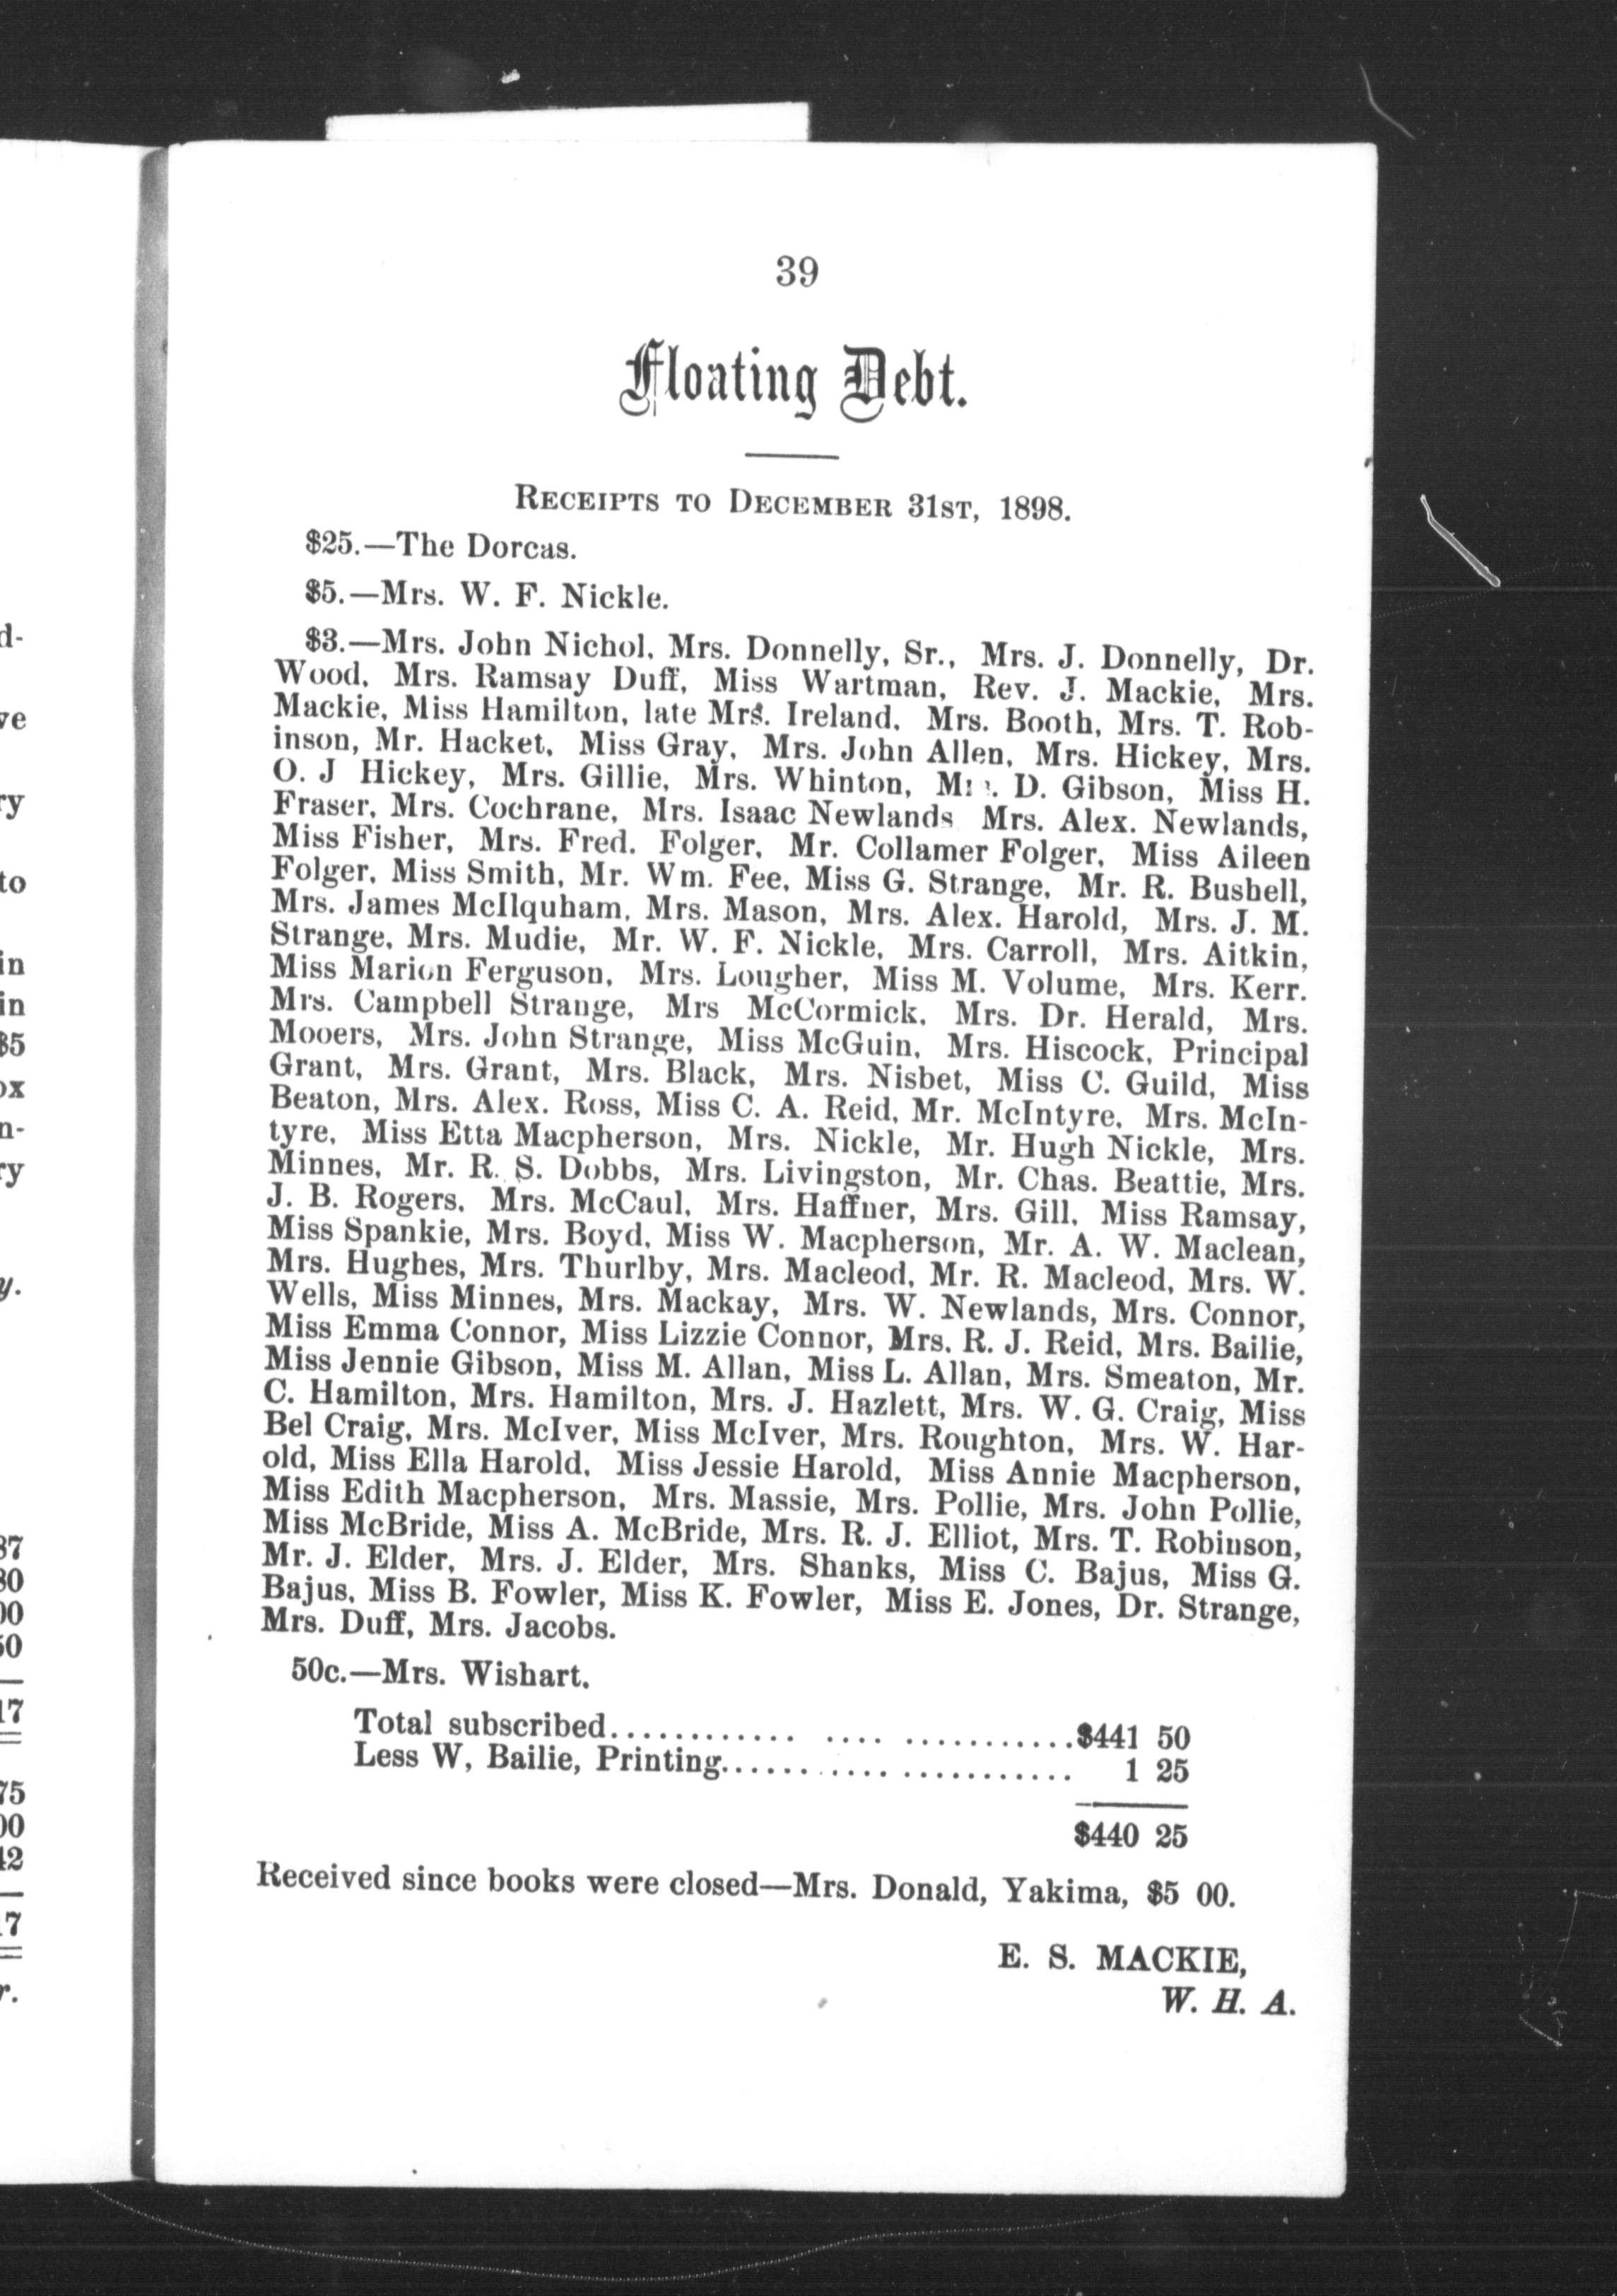 39
Floating Debt.
RECEIPTS TO DECEMBER 31ST, 1898.
$25.—The Dorcas.
$5.—Mrs. W. F. Nickle.
$3.—Mrs. John Nichol, Mrs. Donnelly, Sr., Mrs. J. Donnelly, Dr.
Wood, Mrs. Ramsay Duff, Miss Wartman, Rev. J. Mackie, Mrs.
Mackie, Miss Hamilton, late Mrs. Ireland, Mrs. Booth, Mrs. T. Rob-
inson, Mr. Hacket, Miss Gray, Mrs. John Allen, Mrs. Hickey, Mrs.
O. J Hickey, Mrs. Gillie, Mrs. Whinton, D. Gibson, Miss H.
Fraser, Mrs. Cochrane, Mrs. Isaac Newlands Mrs. Alex. Newlands,
Miss Fisher, Mrs. Fred. Folger, Mr. Collamer Folger, Miss Aileen
Folger, Miss Smith, Mr. Wm. Fee, Miss G. Strange, Mr. R. Bushell,
Mrs. James McIlquham, Mrs. Mason, Mrs. Alex. Harold, Mrs. J. M.
Strange, Mrs. Mudie, Mr. W. F. Nickle, Mrs. Carroll, Mrs. Aitkin,
Miss Marion Ferguson, Mrs. Lougher, Miss M. Volume, Mrs. Kerr.
Mrs. Campbell Strange, Mrs McCormick, Mrs. Dr. Herald, Mrs.
Mooers, Mrs. John Strange, Miss McGuin, Mrs. Hiscock, Principal
Grant, Mrs. Grant, Mrs. Black, Mrs. Nisbet, Miss C. Guild, Miss
Beaton, Mrs. Alex. Ross, Miss C. A. Reid, Mr. McIntyre, Mrs. McIn-
tyre, Miss Etta Macpherson, Mrs. Nickle, Mr. Hugh Nickle, Mrs.
Minnes, Mr. R. S. Dobbs, Mrs. Livingston, Mr. Chas. Beattie, Mrs.
J. B. Rogers, Mrs. McCaul, Mrs. Haffner, Mrs. Gill, Miss Ramsay,
Miss Spankie, Mrs. Boyd, Miss W. Macpherson, Mr. A. W. Maclean,
Mrs. Hughes, Mrs. Thurlby, Mrs. Macleod, Mr. R. Macleod, Mrs. W.
Wells, Miss Minnes, Mrs. Mackay, Mrs. W. Newlands, Mrs. Connor,
Miss Emma Connor, Miss Lizzie Connor, Mrs. R. J. Reid, Mrs. Bailie,
Miss Jennie Gibson, Miss M. Allan, Miss L. Allan, Mrs. Smeaton, Mr.
C. Hamilton, Mrs. Hamilton, Mrs. J. Hazlett, Mrs. W. G. Craig, Miss
Bel Craig, Mrs. McIver, Miss McIver, Mrs. Roughton, Mrs. W. Har-
old, Miss Ella Harold, Miss Jessie Harold, Miss Annie Macpherson,
Miss Edith Macpherson, Mrs. Massie, Mrs. Pollie, Mrs. John Pollie,
Miss McBride, Miss A. McBride, Mrs. R. J. Elliot, Mrs. T. Robinson,
Mr. J. Elder, Mrs. J. Elder, Mrs. Shanks, Miss C. Bajus, Miss G.
Bajus, Miss B. Fowler, Miss K. Fowler, Miss E. Jones, Dr. Strange,
Mrs. Duff, Mrs. Jacobs.
50c.—Mrs. Wishart.
Total subscribed............ .... ............$441 50
Less W, Bailie, Printing........... ........... 1 25
$440 25
Received since books were closed—Mrs. Donald, Yakima, $5 00.
E. S. MACKIE,
W. H. A.